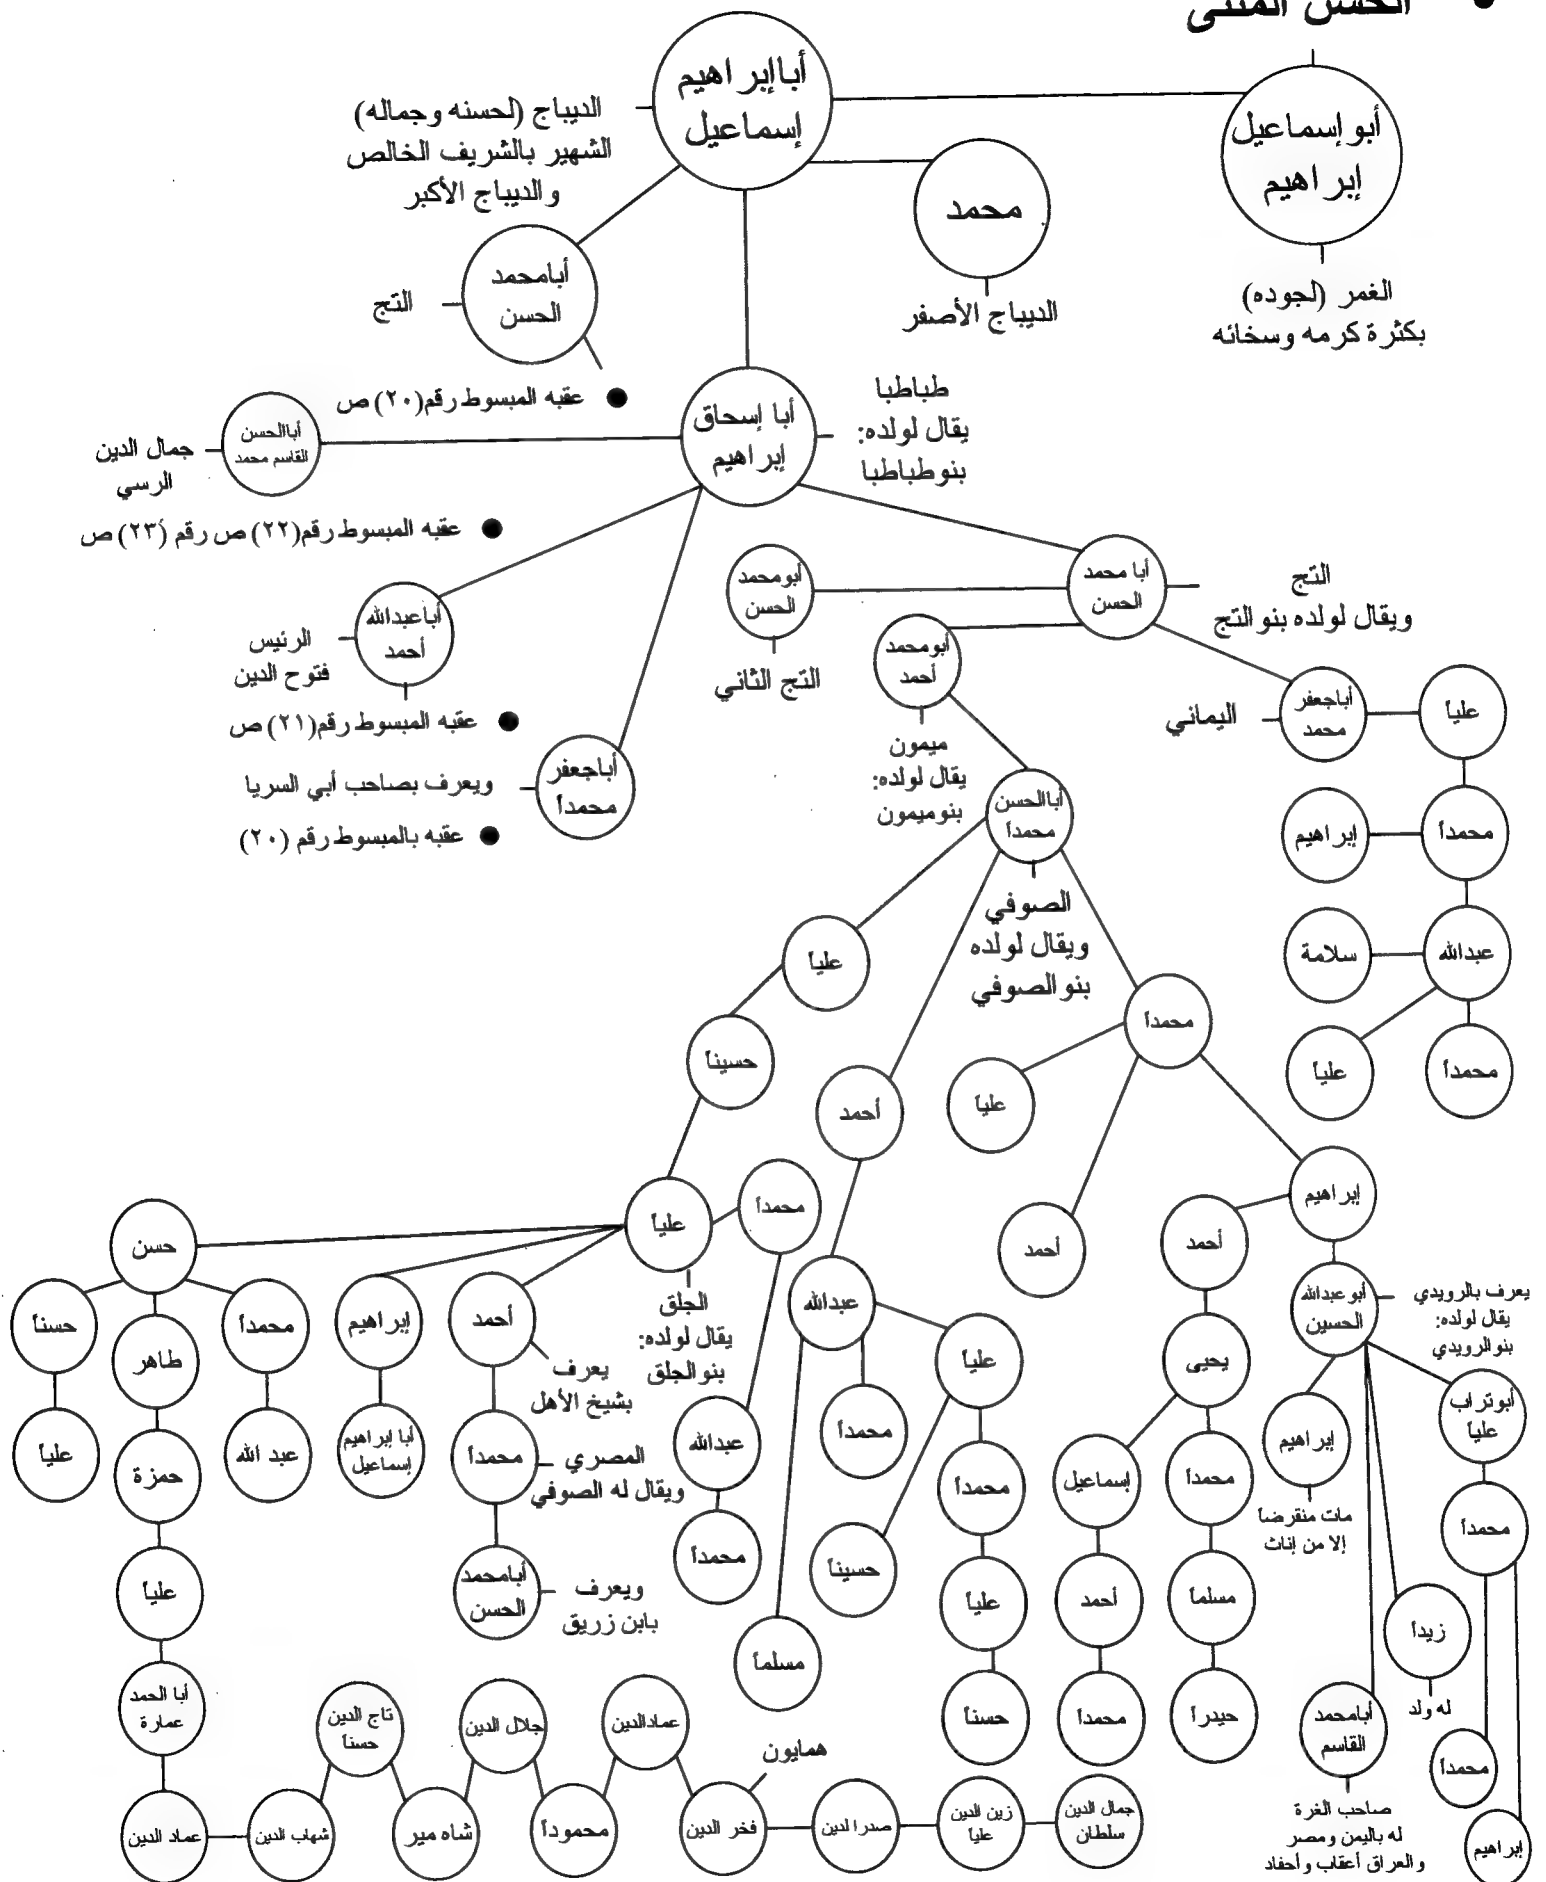 الحسن المثنى
أبو إسماعيل
إبراهيم
الغمر (لجوده)
بكثرة كرمه وسخائه
أباإبراهيم
إسماعيل
الديباج (لحسنه وجماله)
الشهير بالشريف الخالص
والديباج الأكبر
محمد
الديباج الأصفر
أبامحمد
الحسن
التج
عقبه المبسوط رقم(٢٠) ص
أبا إسحاق
إبراهيم
طباطبا
يقال لولده:
بنوطباطبا
أباالحسن
القاسم محمد
جمال الدين
الرسي
عقبه المبسوط رقم(٢٢) ص رقم (٢٣) ص
أباعبدالله
أحمد
الرئيس
فتوح الدين
عقبه المبسوط رقم(٢١) ص
أباجعفر
محمداً
ويعرف بصاحب أبي السريا
عقبه بالمبسوط رقم (٢٠)
أبا محمد
الحسن
التج
ويقال لولده بنو التج
أبومحمد
الحسن
التج الثاني
أبومحمد
أحمد
ميمون
يقال لولده:
بنوميمون
أباجعفر
محمد
اليماني
علياً
محمداً
إبراهيم
عبدالله
سلامة
محمداً
علياً
أباالحسن
محمداً
الصوفي
ويقال لولده
بنو الصوفي
علياً
حسيناً
أحمد
محمداً
علياً
أحمد
إبراهيم
أحمد
أبوعبدالله
الحسين
يعرف بالرويدي
يقال لولده:
بنوالرويدي
علياً
الجلق
يقال لولده:
بنوالجلق
محمداً
حسن
حسناً
طاهر
محمداً
إبراهيم
أحمد
يعرف
بشيخ الأهل
عبدالله
علياً
يحيى
أبوتراب
علياً
إبراهيم
مات منقرضاً
إلا من إناث
علياً
حمزة
عبد الله
أبا إبراهيم
إسماعيل
محمداً
المصري
ويقال له الصوفي
عبدالله
محمداً
محمداً
إسماعيل
محمداً
محمداً
علياً
أبامحمد
الحسن
ويعرف
بابن زريق
محمداً
حسيناً
علياً
أحمد
مسلماً
زيداً
له ولد
مسلماً
أبا الحمد
عمارة
تاج الدين
حسناً
جلال الدين
عمادالدين
همايون
حسناً
محمداً
حيدراً
أبامحمد
القاسم
صاحب الغرة
له باليمن ومصر
والعراق أعقاب وأحفاد
محمداً
إبراهيم
عماد الدين
شهاب الدين
شاه مير
محموداً
فخر الدين
صدرا لدين
زين الدين
علياً
جمال الدين
سلطان